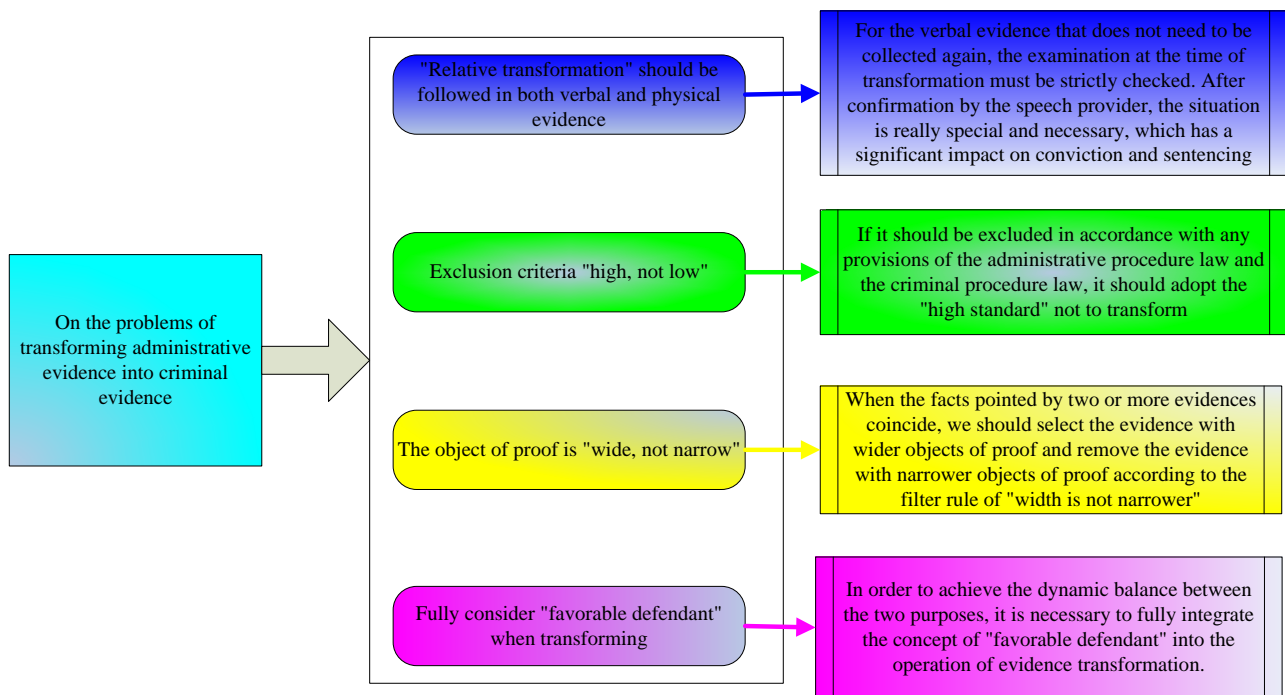 On the problems of
transforming administrative
evidence into criminal
evidence
"Relative transformation" should be
followed in both verbal and physical
evidence
For the verbal evidence that does not need to be
collected again, the examination at the time of
transformation must be strictly checked. After
confirmation by the speech provider, the situation
is really special and necessary, which has a
significant impact on conviction and sentencing
Exclusion criteria "high, not low"
If it should be excluded in accordance with any
provisions of the administrative procedure law and
the criminal procedure law, it should adopt the
"high standard" not to transform
The object of proof is "wide, not narrow"
When the facts pointed by two or more evidences
coincide, we should select the evidence with
wider objects of proof and remove the evidence
with narrower objects of proof according to the
filter rule of "width is not narrower"
Fully consider "favorable defendant"
when transforming
In order to achieve the dynamic balance between
the two purposes, it is necessary to fully integrate
the concept of "favorable defendant" into the
operation of evidence transformation.